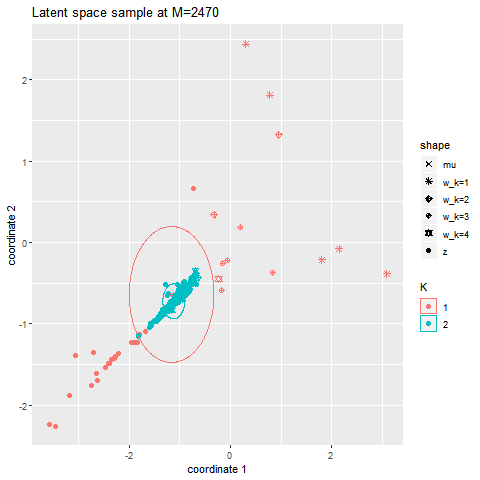 Latent space sample at M=2470
coordinate 2
2
1
0
-1
-2
-2
0
2
coordinate 1
shape
mu
w_k=1
w_k=2
w_k=3
w_k=4
z
K
1
2